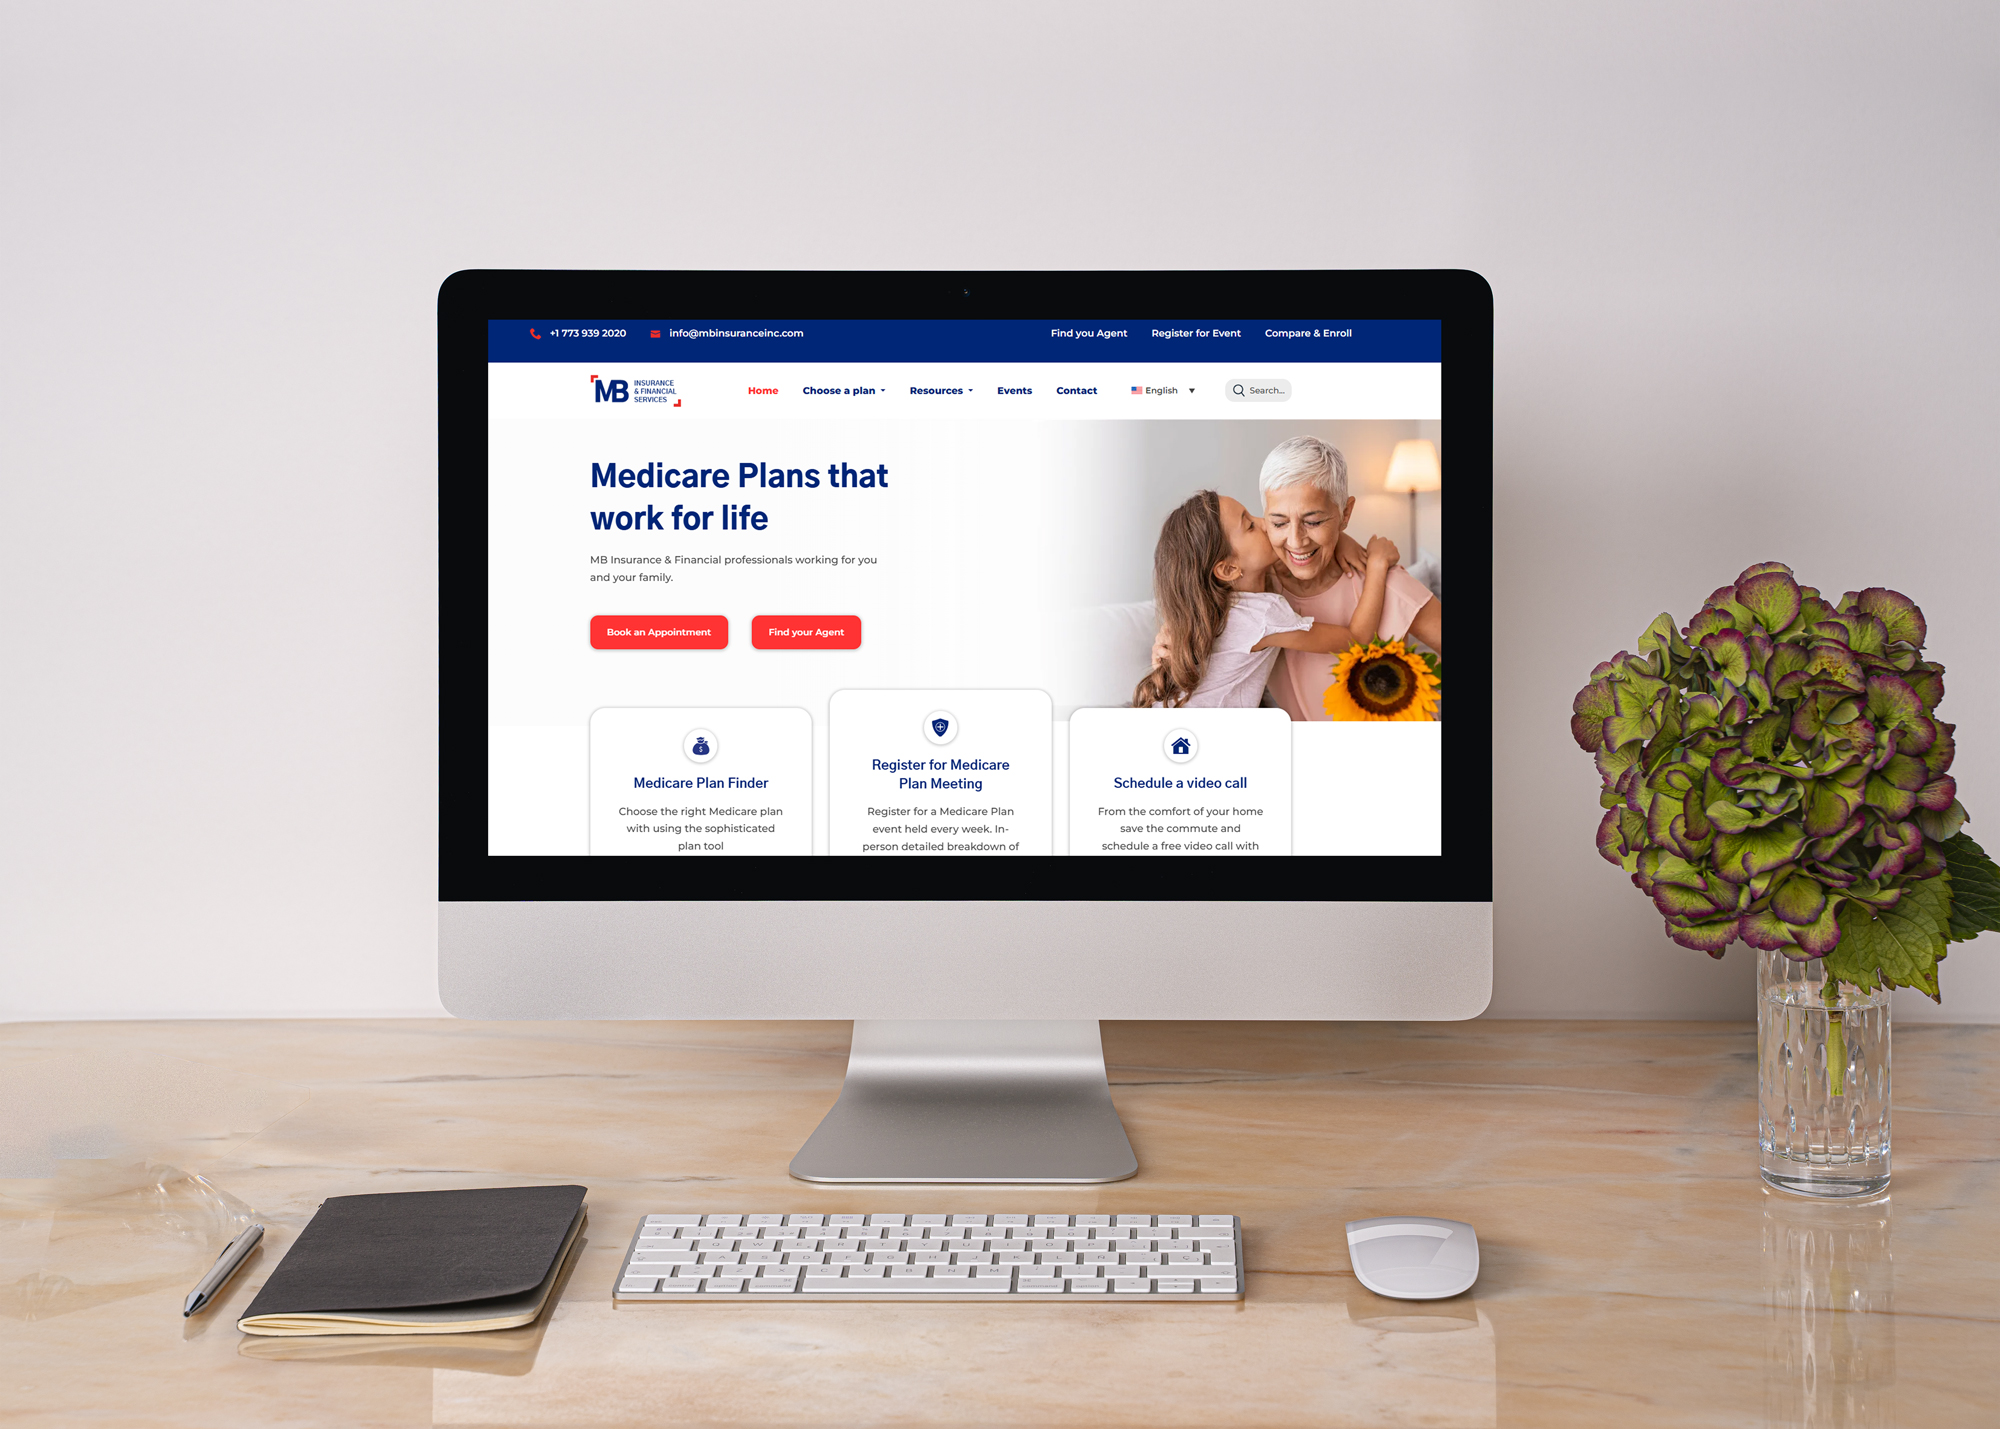 +1 773 939 2020 info@mbinsuranceinc.com Find you Agent Register for Event Compare & Enroll
MB INSURANCE
& FINANCIAL
SERVICES
Home Choose a plan Resources Events Contact English Search...
Medicare Plans that
work for life
MB Insurance & Financial professionals working for you
and your family.
Book an Appointment Find your Agent
Medicare Plan Finder
Choose the right Medicare plan
with using the sophisticated
plan tool
Register for Medicare
Plan Meeting
Register for a Medicare Plan
event held every week. In-
person detailed breakdown of
Schedule a video call
From the comfort of your home
save the commute and
schedule a free video call with
Q W E R T Y U I O P
A S D F G H J K L Ñ
Z X C V B N M